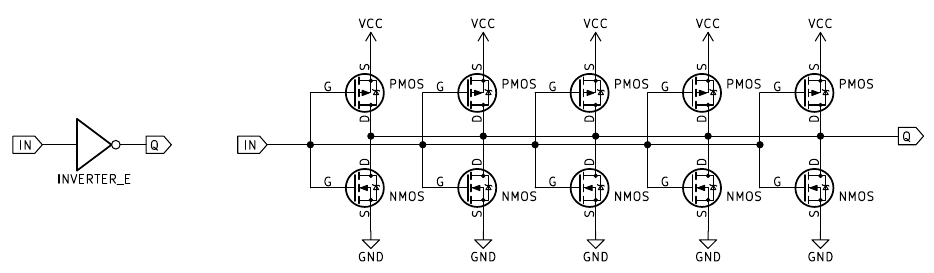 VCC VCC VCC VCC VCC
S S S S S
G PMOS G PMOS G PMOS G PMOS G PMOS
D D D D D
IN Q IN Q
D D D D D
INVERTER_E G NMOS G NMOS G NMOS G NMOS G NMOS
S S S S S
GND GND GND GND GND